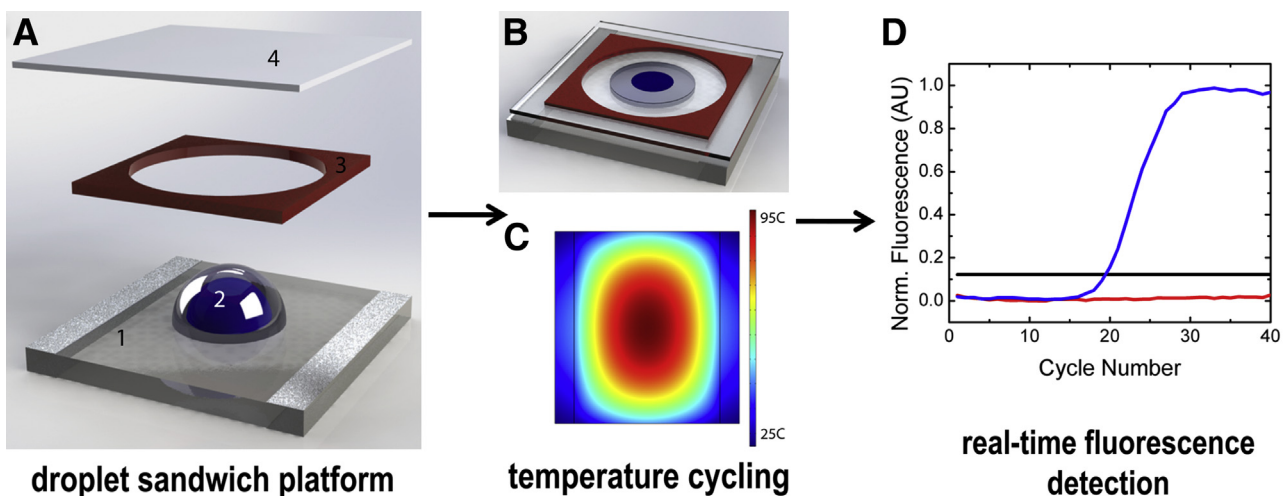 A
4
3
2
1
droplet sandwich platform
B
C
95C
25C
temperature cycling
D
Norm. Fluorescence (AU)
1.0
0.8
0.6
0.4
0.2
0.0
0 10 20 30 40
Cycle Number
real-time fluorescence
detection